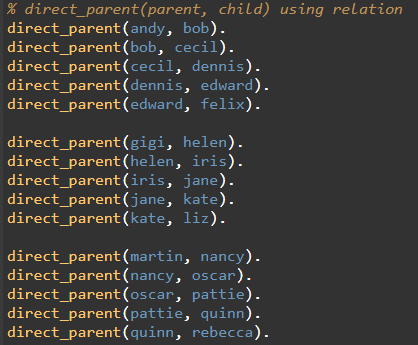 % direct_parent(parent, child) using relation
direct_parent(andy, bob).
direct_parent(bob, cecil).
direct_parent(cecil, dennis).
direct_parent(dennis, edward).
direct_parent(edward, felix).
direct_parent(gigi, helen).
direct_parent(helen, iris).
direct_parent(iris, jane).
direct_parent(jane, kate).
direct_parent(kate, liz).
direct_parent(martin, nancy).
direct_parent(nancy, oscar).
direct_parent(oscar, pattie).
direct_parent(pattie, quinn).
direct_parent(quinn, rebecca).